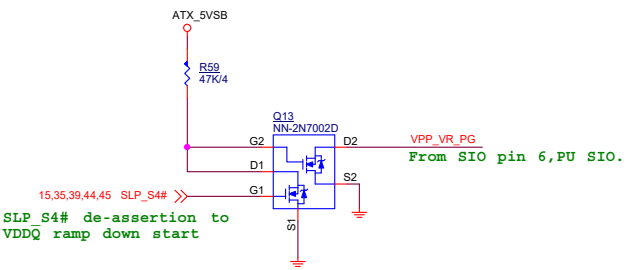 ATX_5VSB
R59
47K/4
Q13
NN-2N7002D
G2
D2
VPP_VR_PG
From SIO pin 6,PU SIO.
D1
S2
15,35,39,44,45 SLP_S4#
G1
SLP_S4# de-assertion to
VDDQ ramp down start
S1